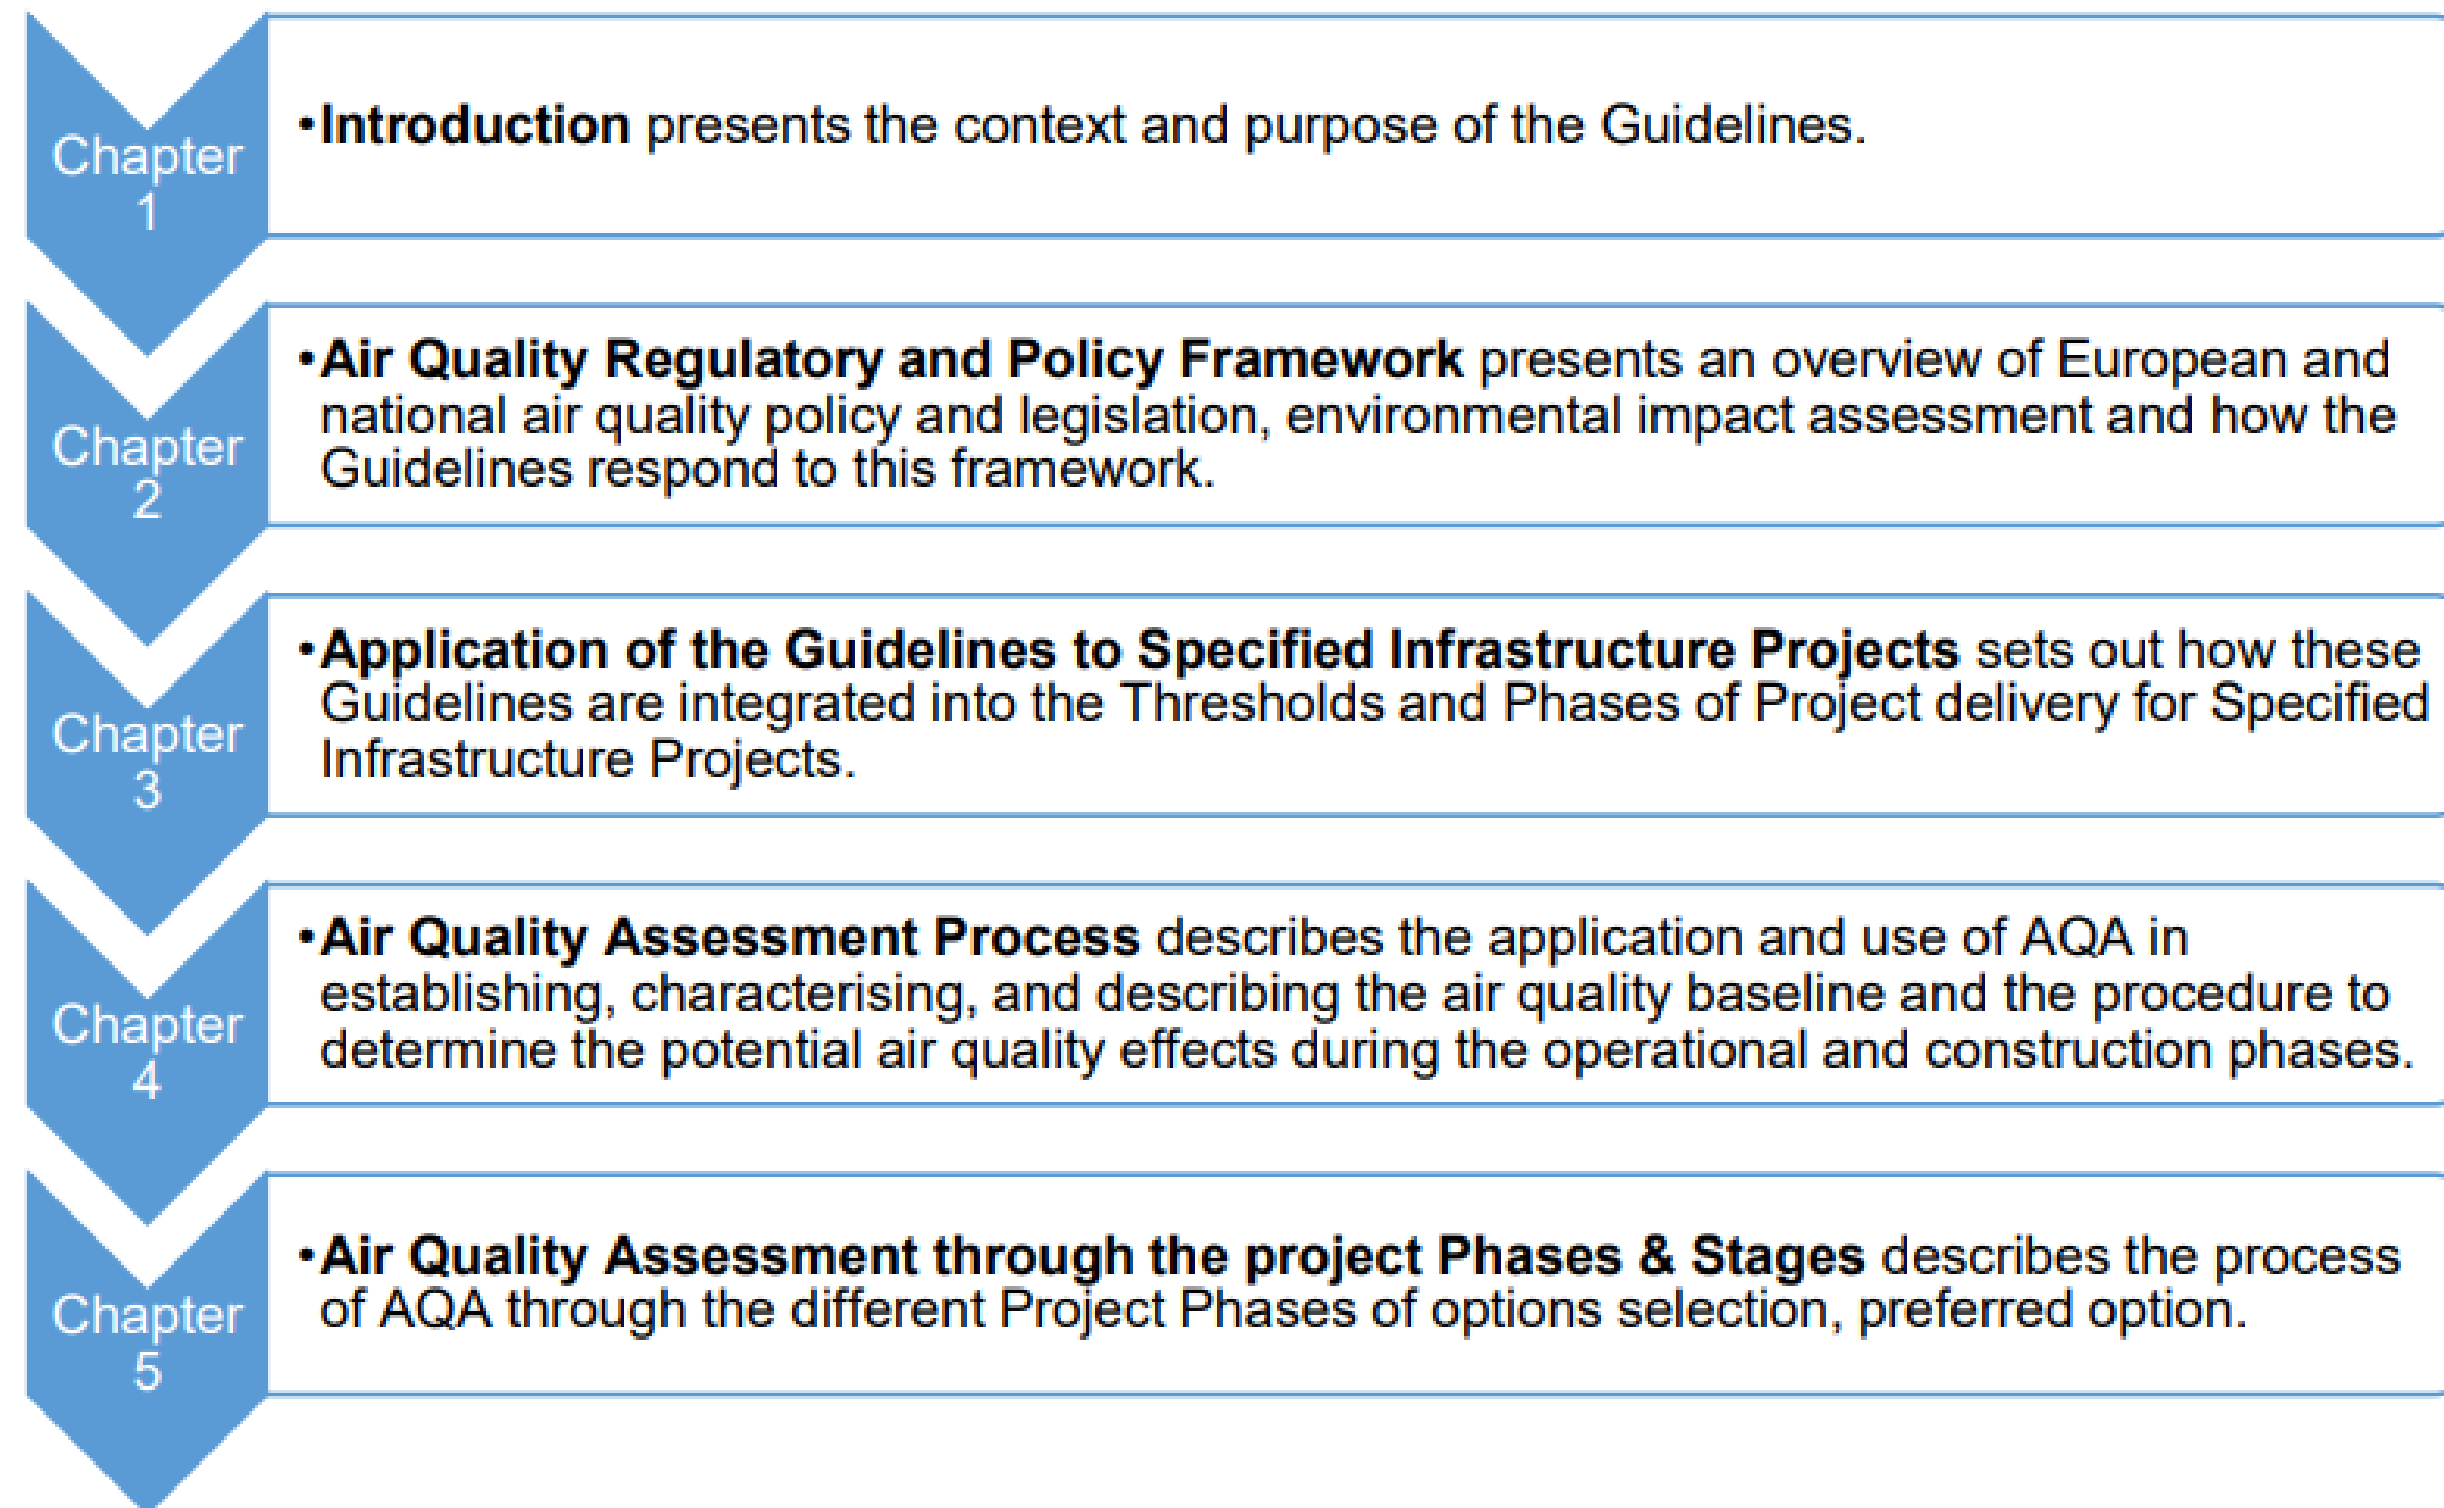 Chapter
1
•Introduction presents the context and purpose of the Guidelines.
Chapter
2
•Air Quality Regulatory and Policy Framework presents an overview of European and
national air quality policy and legislation, environmental impact assessment and how the
Guidelines respond to this framework.
Chapter
3
•Application of the Guidelines to Specified Infrastructure Projects sets out how these
Guidelines are integrated into the Thresholds and Phases of Project delivery for Specified
Infrastructure Projects.
Chapter
4
•Air Quality Assessment Process describes the application and use of AQA in
establishing, characterising, and describing the air quality baseline and the procedure to
determine the potential air quality effects during the operational and construction phases.
Chapter
5
•Air Quality Assessment through the project Phases & Stages describes the process
of AQA through the different Project Phases of options selection, preferred option.